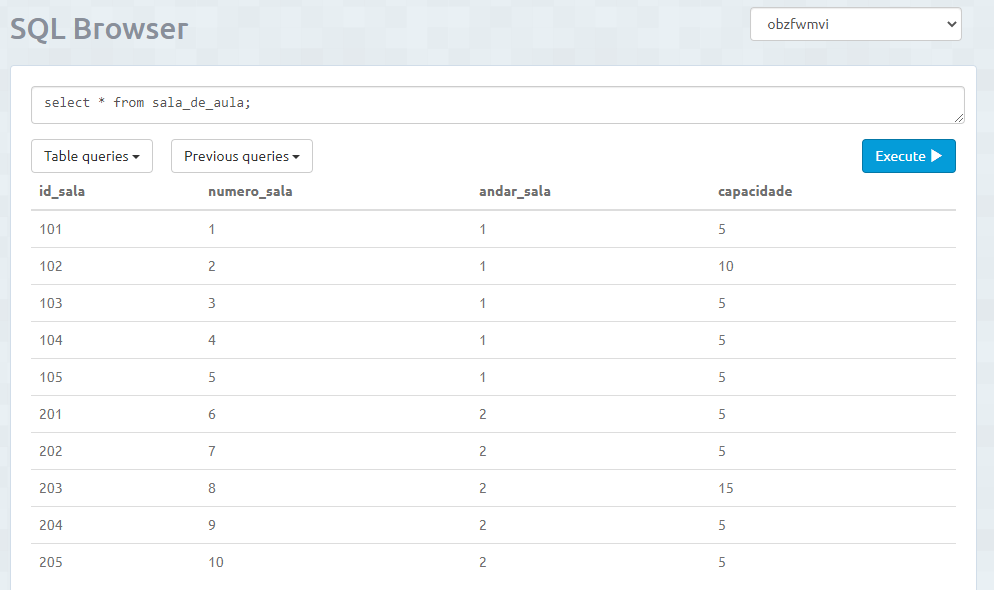 SQL Browser
obzfwmvi
select * from sala_de_aula;
Table queries Previous queries Execute
id_sala numero_sala andar_sala capacidade
101 1 1 5
102 2 1 10
103 3 1 5
104 4 1 5
105 5 1 5
201 6 2 5
202 7 2 5
203 8 2 15
204 9 2 5
205 10 2 5